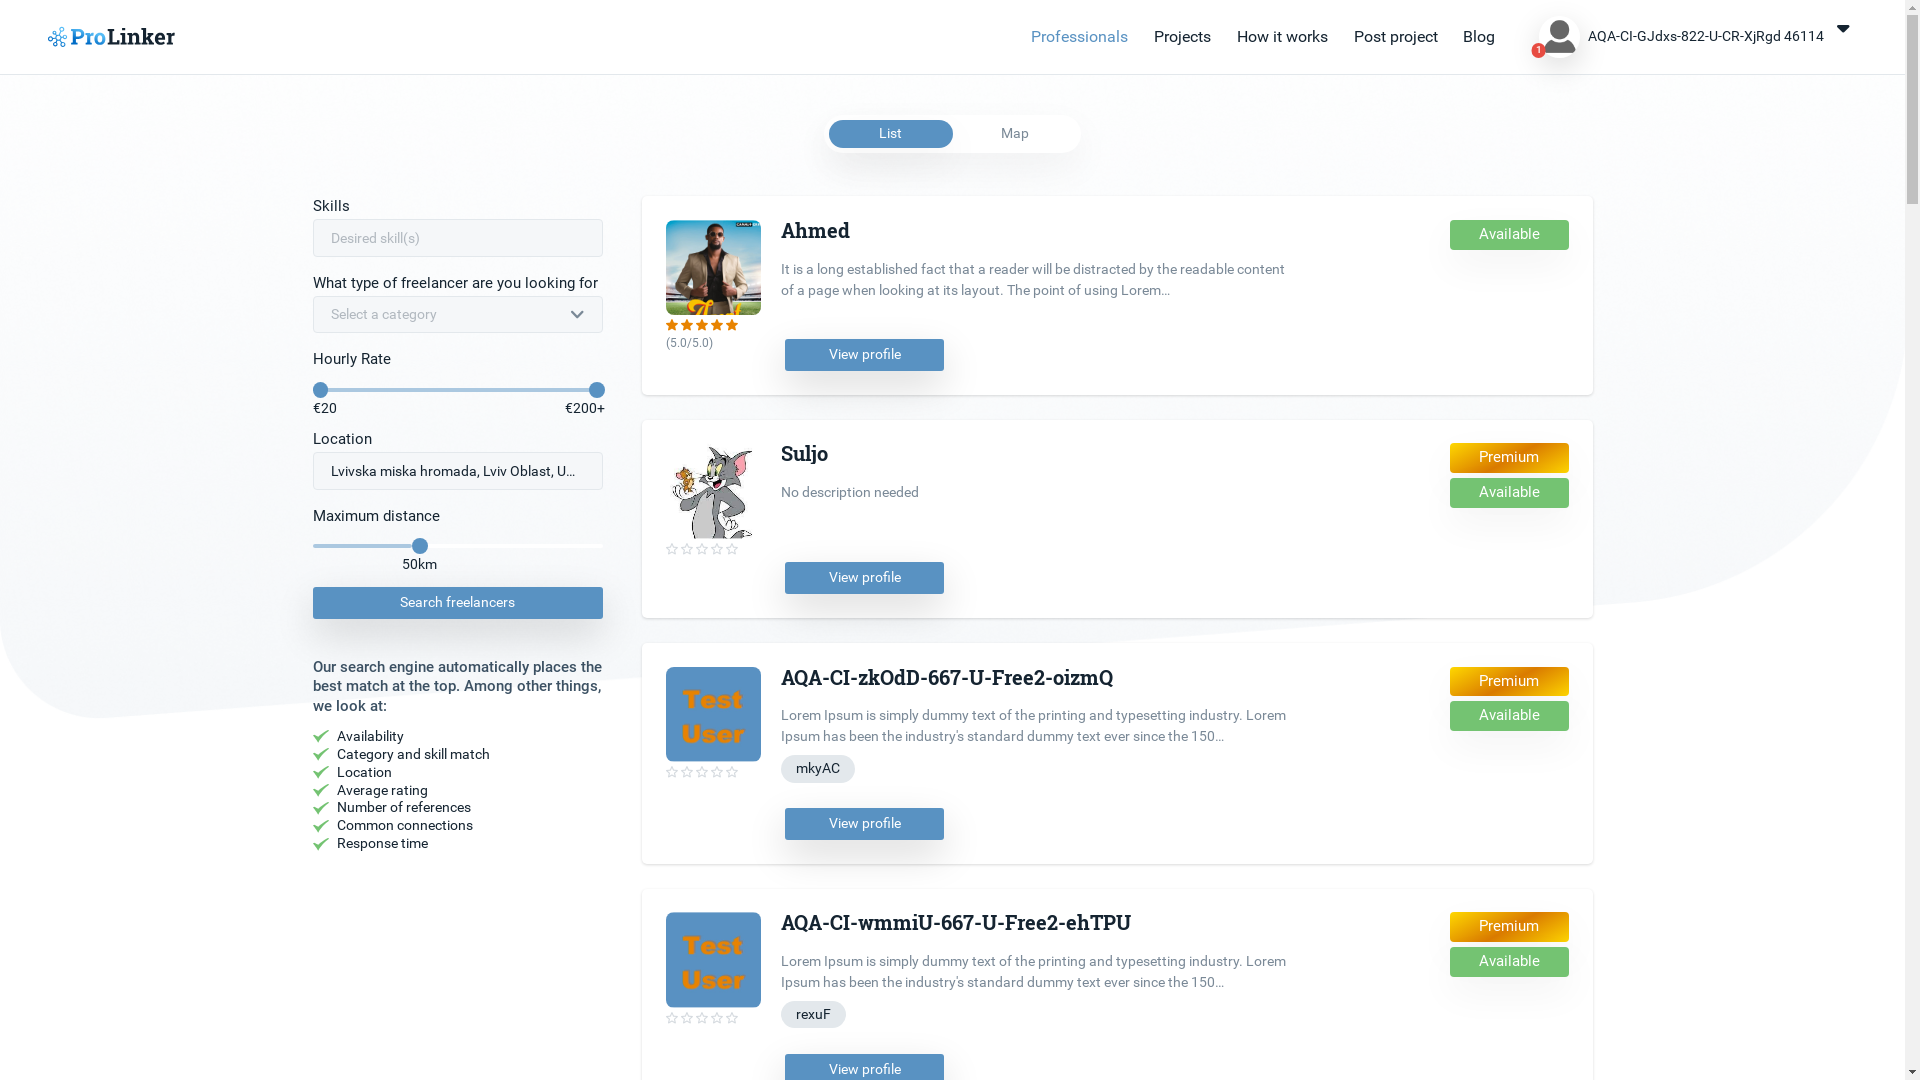 ProLinker
Professionals
Projects
How it works
Post project
Blog
1
AQA-CI-GJdxs-822-U-CR-XjRgd 46114
List
Map
Skills
Desired skill(s)
What type of freelancer are you looking for
Select a category
Hourly Rate
€20
€200+
Location
Lvivska miska hromada, Lviv Oblast, U...
Maximum distance
50km
Search freelancers
Our search engine automatically places the
best match at the top. Among other things,
we look at:
Availability
Category and skill match
Location
Average rating
Number of references
Common connections
Response time
Ahmed
It is a long established fact that a reader will be distracted by the readable content
of a page when looking at its layout. The point of using Lorem...
(5.0/5.0)
View profile
Available
Suljo
No description needed
View profile
Premium
Available
Test
User
AQA-CI-zkOdD-667-U-Free2-oizmQ
Lorem Ipsum is simply dummy text of the printing and typesetting industry. Lorem
Ipsum has been the industry's standard dummy text ever since the 150...
mkyAC
View profile
Premium
Available
Test
User
AQA-CI-wmmiU-667-U-Free2-ehTPU
Lorem Ipsum is simply dummy text of the printing and typesetting industry. Lorem
Ipsum has been the industry's standard dummy text ever since the 150...
rexuF
View profile
Premium
Available